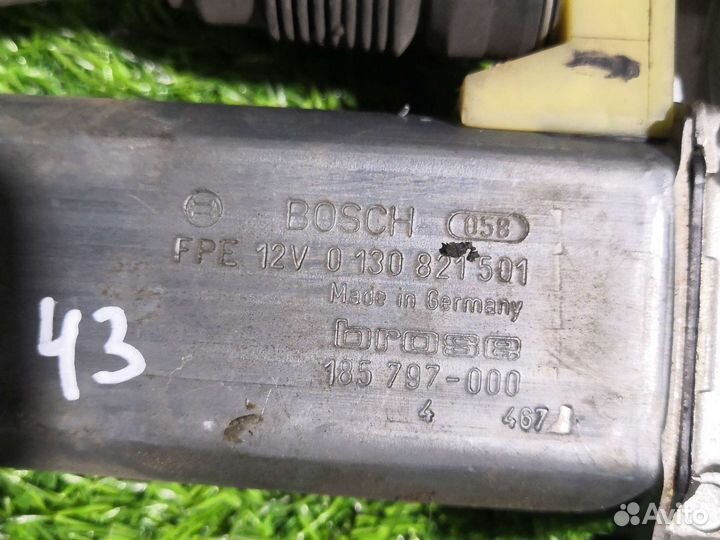 BOSCH 058
FPE 12V 0 130 821 501
Made in Germany
brose
185 797-000
4 467
43
Avito